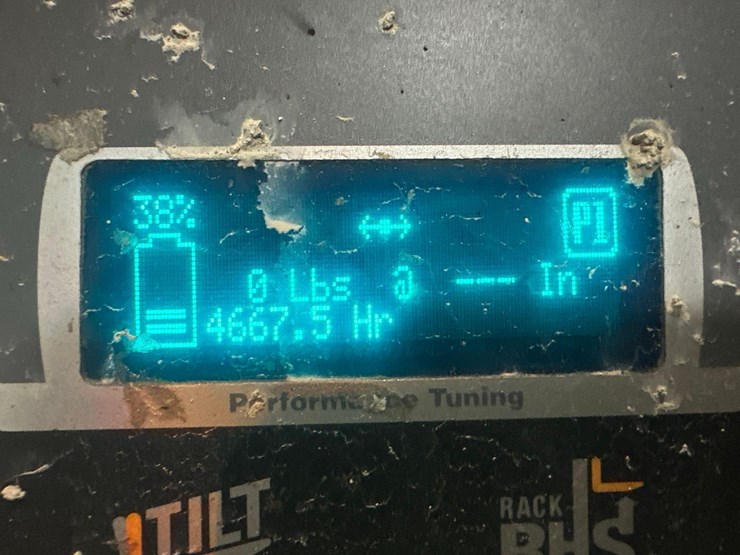 38%
P1
0 Lbs @ --- In
4667.5 Hr
Performance Tuning
TILT
RACK